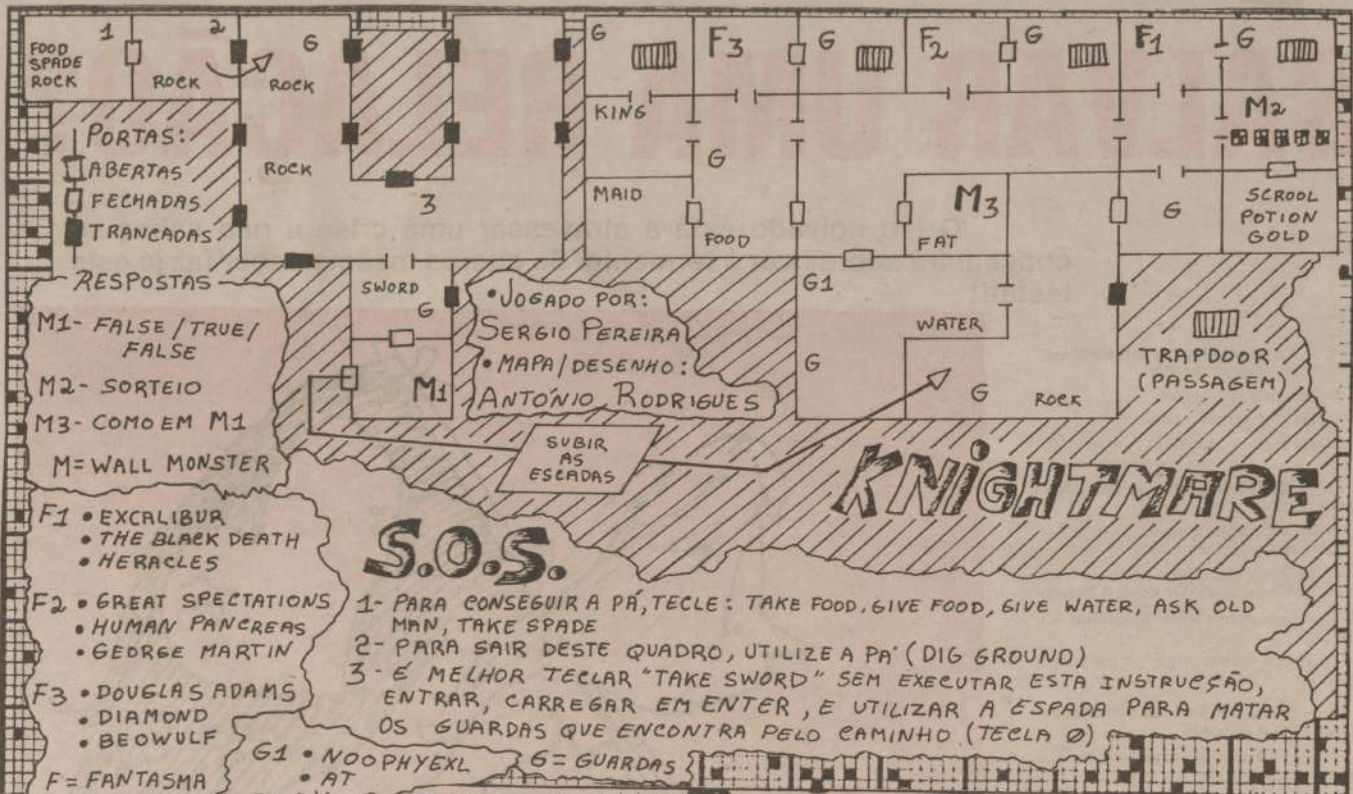 1
2
G
G
F3
G
F2
G
F1
G
FOOD
SPADE
ROCK
ROCK
ROCK
KING
M2
PORTAS:
ABERTAS
FECHADAS
TRANCADAS
ROCK
3
G
MAID
FOOD
M3
FAT
G
SCROOL
POTION
GOLD
RESPOSTAS
M1- FALSE/TRUE/
FALSE
M2- SORTEIO
M3- COMO EM M1
M=WALL MONSTER
SWORD
G
M1
• JOGADO POR:
SERGIO PEREIRA
• MAPA/DESENHO:
ANTÓNIO RODRIGUES
G1
WATER
G
G
ROCK
TRAPDOOR
(PASSAGEM)
SUBIR
AS
ESCADAS
KNIGHTMARE
F1 • EXCALIBUR
• THE BLACK DEATH
• HERACLES
F2 • GREAT SPECTATIONS
• HUMAN PANCREAS
• GEORGE MARTIN
F3 • DOUGLAS ADAMS
• DIAMOND
• BEOWULF
F= FANTASMA
S.O.S.
1- PARA CONSEGUIR A PÁ, TECLE: TAKE FOOD, GIVE FOOD, GIVE WATER, ASK OLD
MAN, TAKE SPADE
2- PARA SAIR DESTE QUADRO, UTILIZE A PA' (DIG GROUND)
3- É MELHOR TECLAR "TAKE SWORD" SEM EXECUTAR ESTA INSTRUCÇÃO,
ENTRAR, CARREGAR EM ENTER, E UTILIZAR A ESPADA PARA MATAR
OS GUARDAS QUE ENCONTRA PELO CAMINHO (TECLA Ø)
G1 • NOOPHYEXL
• AT
G= GUARDAS